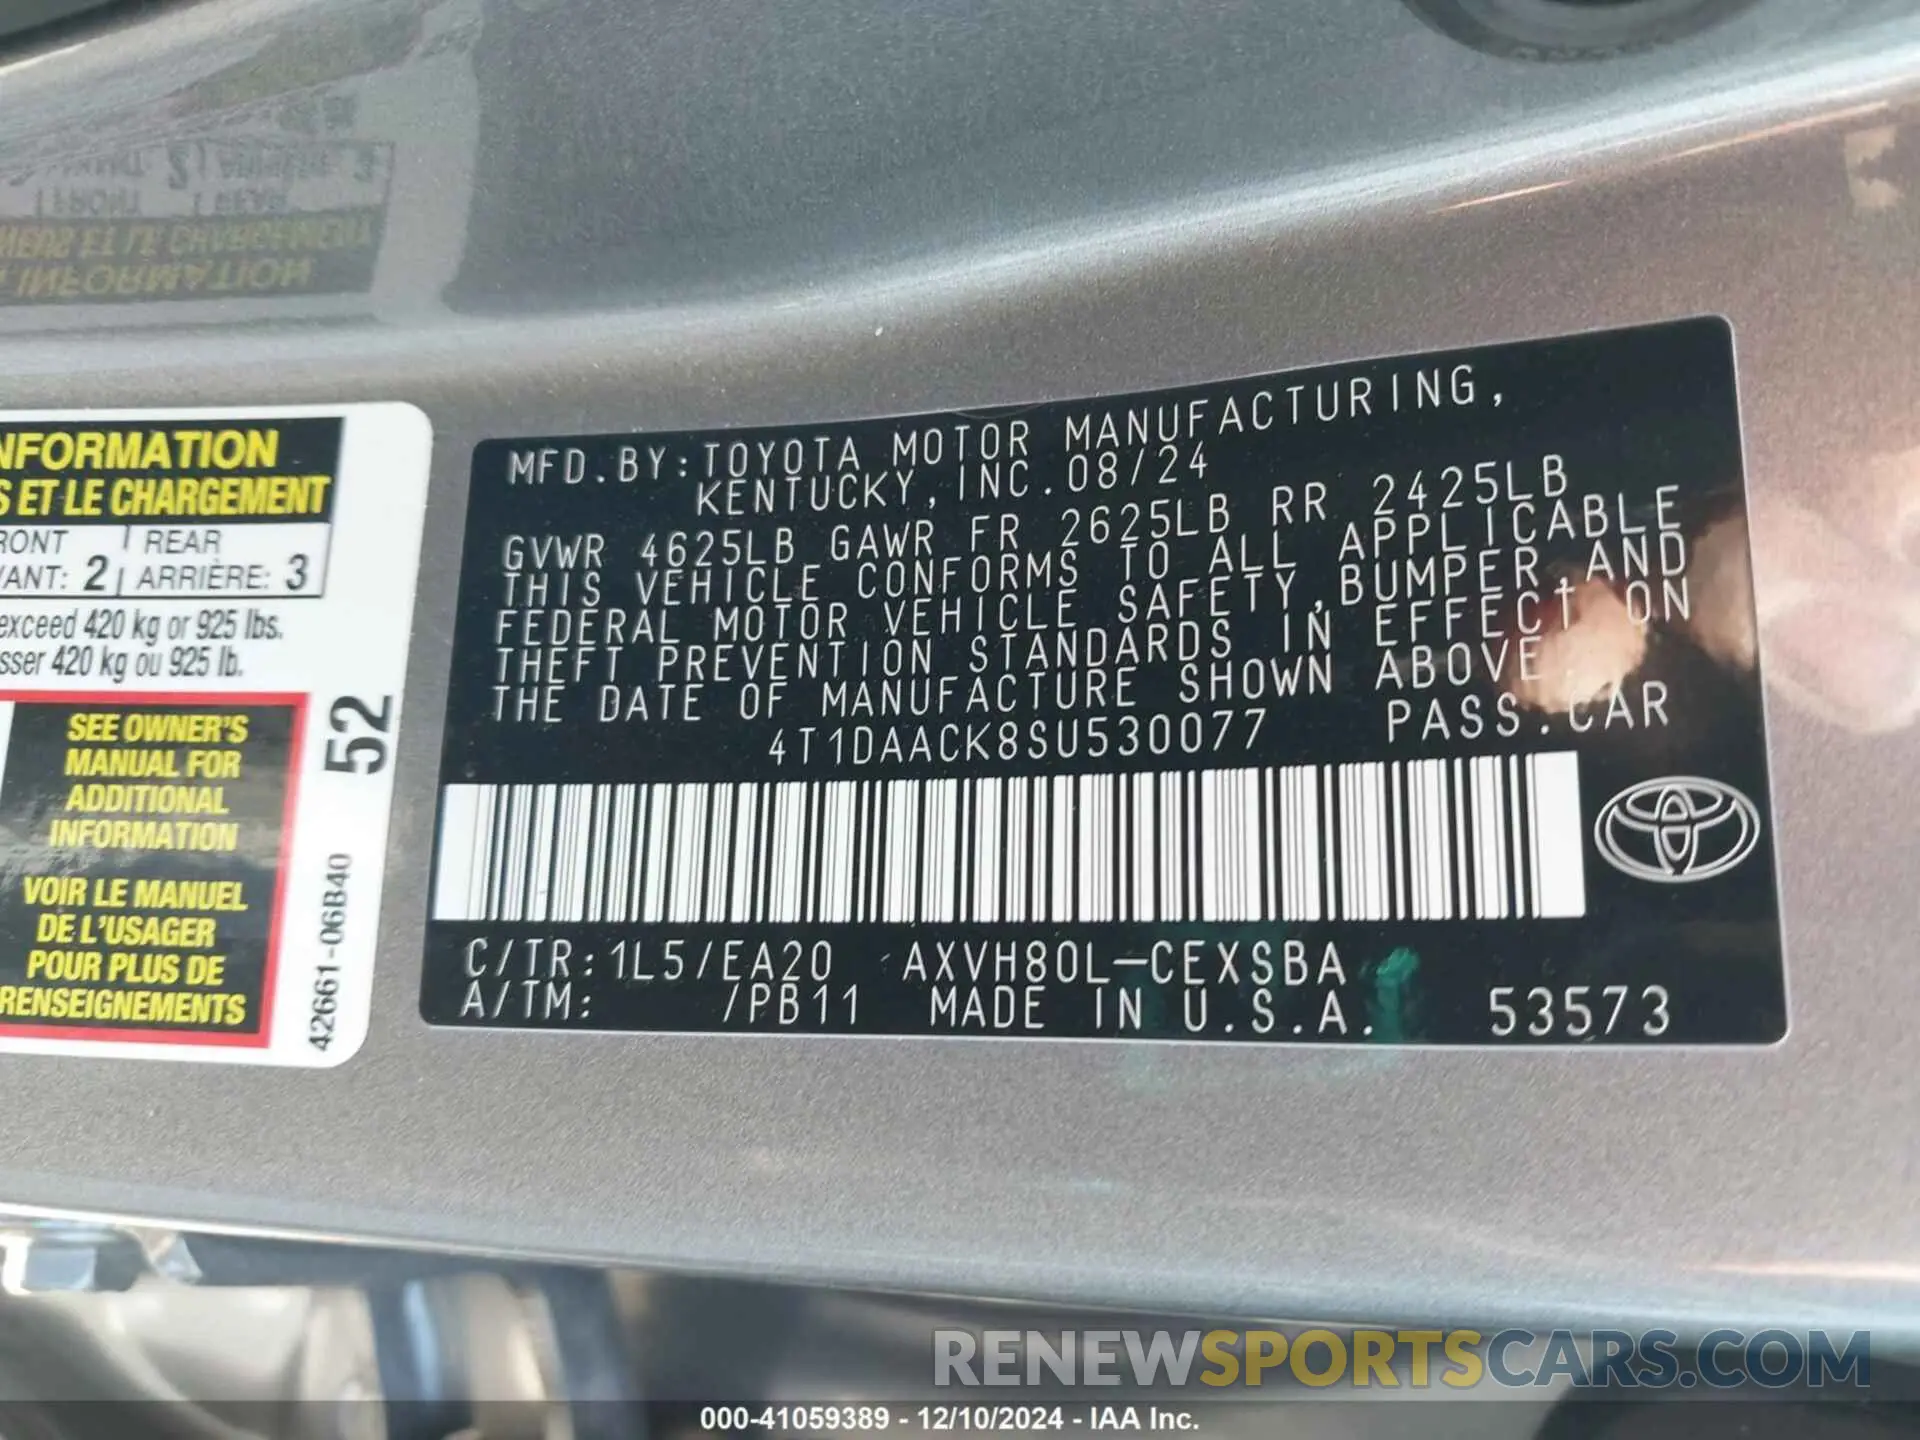 NFORMATION
S ET LE CHARGEMENT
RONT | REAR
VANT: 2 | ARRIÈRE: 3
exceed 420 kg or 925 lbs.
sser 420 kg ou 925 lb.
SEE OWNER'S
MANUAL FOR
ADDITIONAL
INFORMATION
VOIR LE MANUEL
DE L'USAGER
POUR PLUS DE
RENSEIGNEMENTS
52
42661-06B40
MFD.BY:TOYOTA MOTOR MANUFACTURING,
KENTUCKY,INC.08/24
GVWR 4625LB GAWR FR 2625LB RR 2425LB
THIS VEHICLE CONFORMS TO ALL APPLICABLE
FEDERAL MOTOR VEHICLE SAFETY,BUMPER,AND
THEFT PREVENTION STANDARDS IN EFFECT ON
THE DATE OF MANUFACTURE SHOWN ABOVE.
4T1DAACK8SU530077 PASS.CAR
C/TR:1L5/EA20 AXVH80L-CEXSBA
A/TM: /PB11 MADE IN U.S.A. 53573
RENEWSPORTSCARS.COM
000-41059389 - 12/10/2024 - IAA Inc.